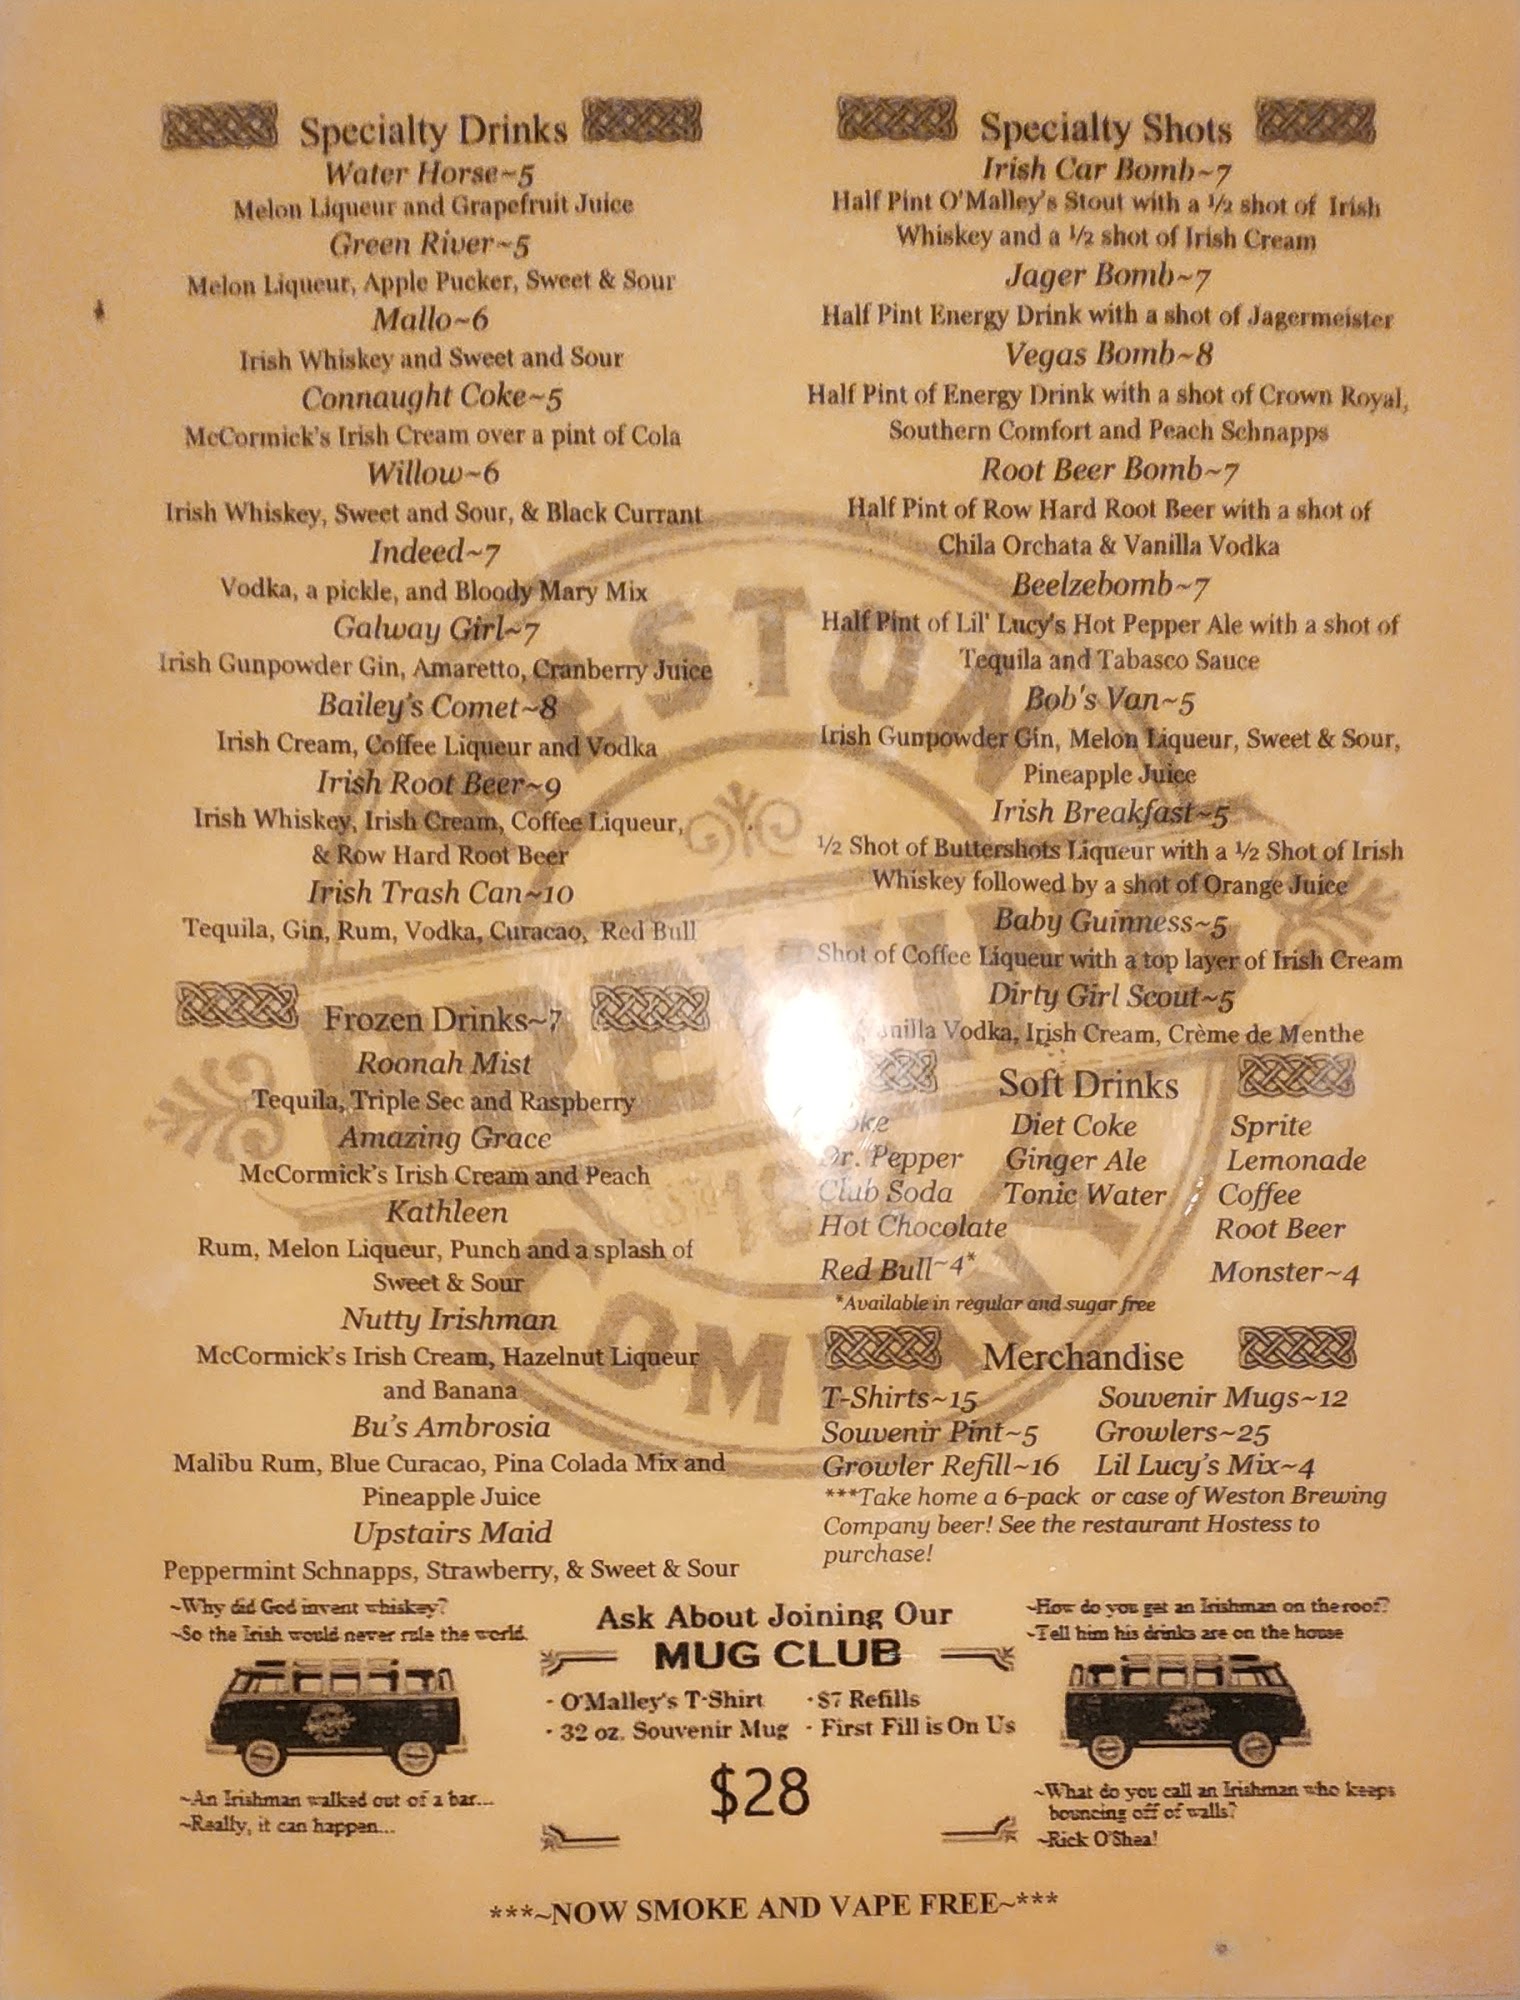 Specialty Drinks
Water Horse~5
Melon Liqueur and Grapefruit Juice
Green River~5
Melon Liqueur, Apple Pucker, Sweet & Sour
Mallo~6
Irish Whiskey and Sweet and Sour
Connaught Coke~5
McCormick's Irish Cream over a pint of Cola
Willow~6
Irish Whiskey, Sweet and Sour, & Black Currant
Indeed~7
Vodka, a pickle, and Bloody Mary Mix
Galway Girl~7
Irish Gunpowder Gin, Amaretto, Cranberry Juice
Bailey's Comet~8
Irish Cream, Coffee Liqueur and Vodka
Irish Root Beer~9
Irish Whiskey, Irish Cream, Coffee Liqueur,
& Row Hard Root Beer
Irish Trash Can~10
Tequila, Gin, Rum, Vodka, Curacao, Red Bull
Frozen Drinks~7
Roonah Mist
Tequila, Triple Sec and Raspberry
Amazing Grace
McCormick's Irish Cream and Peach
Kathleen
Rum, Melon Liqueur, Punch and a splash of
Sweet & Sour
Nutty Irishman
McCormick's Irish Cream, Hazelnut Liqueur
and Banana
Bu's Ambrosia
Malibu Rum, Blue Curacao, Pina Colada Mix and
Pineapple Juice
Upstairs Maid
Peppermint Schnapps, Strawberry, & Sweet & Sour
Specialty Shots
Irish Car Bomb~7
Half Pint O'Malley's Stout with a ½ shot of Irish
Whiskey and a ½ shot of Irish Cream
Jager Bomb~7
Half Pint Energy Drink with a shot of Jagermeister
Vegas Bomb~8
Half Pint of Energy Drink with a shot of Crown Royal,
Southern Comfort and Peach Schnapps
Root Beer Bomb~7
Half Pint of Row Hard Root Beer with a shot of
Chila Orchata & Vanilla Vodka
Beelzebomb~7
Half Pint of Lil' Lucy's Hot Pepper Ale with a shot of
Tequila and Tabasco Sauce
Bob's Van~5
Irish Gunpowder Gin, Melon Liqueur, Sweet & Sour,
Pineapple Juice
Irish Breakfast~5
½ Shot of Buttershots Liqueur with a ½ Shot of Irish
Whiskey followed by a shot of Orange Juice
Baby Guinness~5
Shot of Coffee Liqueur with a top layer of Irish Cream
Dirty Girl Scout~5
Vodka, Irish Cream, Crème de Menthe
Soft Drinks
Diet Coke Sprite
Dr. Pepper Ginger Ale Lemonade
Club Soda Tonic Water Coffee
Hot Chocolate Root Beer
Red Bull~4* Monster~4
*Available in regular and sugar free
Merchandise
T-Shirts~15 Souvenir Mugs~12
Souvenir Pint~5 Growlers~25
Growler Refill~16 Lil Lucy's Mix~4
***Take home a 6-pack or case of Weston Brewing
Company beer! See the restaurant Hostess to
purchase!
~Why did God invent whiskey?
~So the Irish would never rule the world.
~An Irishman walked out of a bar...
~Really, it can happen...
Ask About Joining Our
MUG CLUB
· O'Malley's T-Shirt · $7 Refills
· 32 oz. Souvenir Mug · First Fill is On Us
$28
~How do you get an Irishman on the roof?
~Tell him his drinks are on the house
~What do you call an Irishman who keeps
bouncing off of walls?
~Rick O'Shea!
***~NOW SMOKE AND VAPE FREE~***
WESTON
BREWING
COMPANY